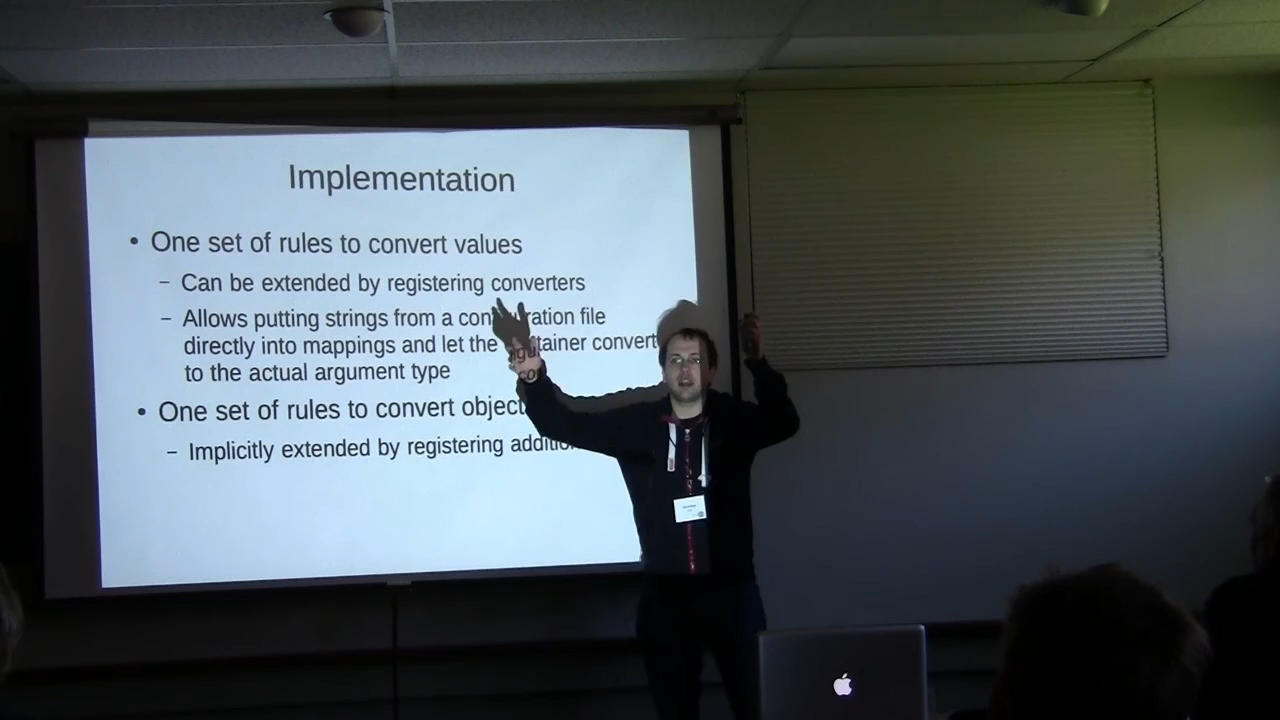 Implementation
• One set of rules to convert values
– Can be extended by registering converters
– Allows putting strings from a configuration file
directly into mappings and let the container convert
to the actual argument type
• One set of rules to convert
– Implicitly extended by registering